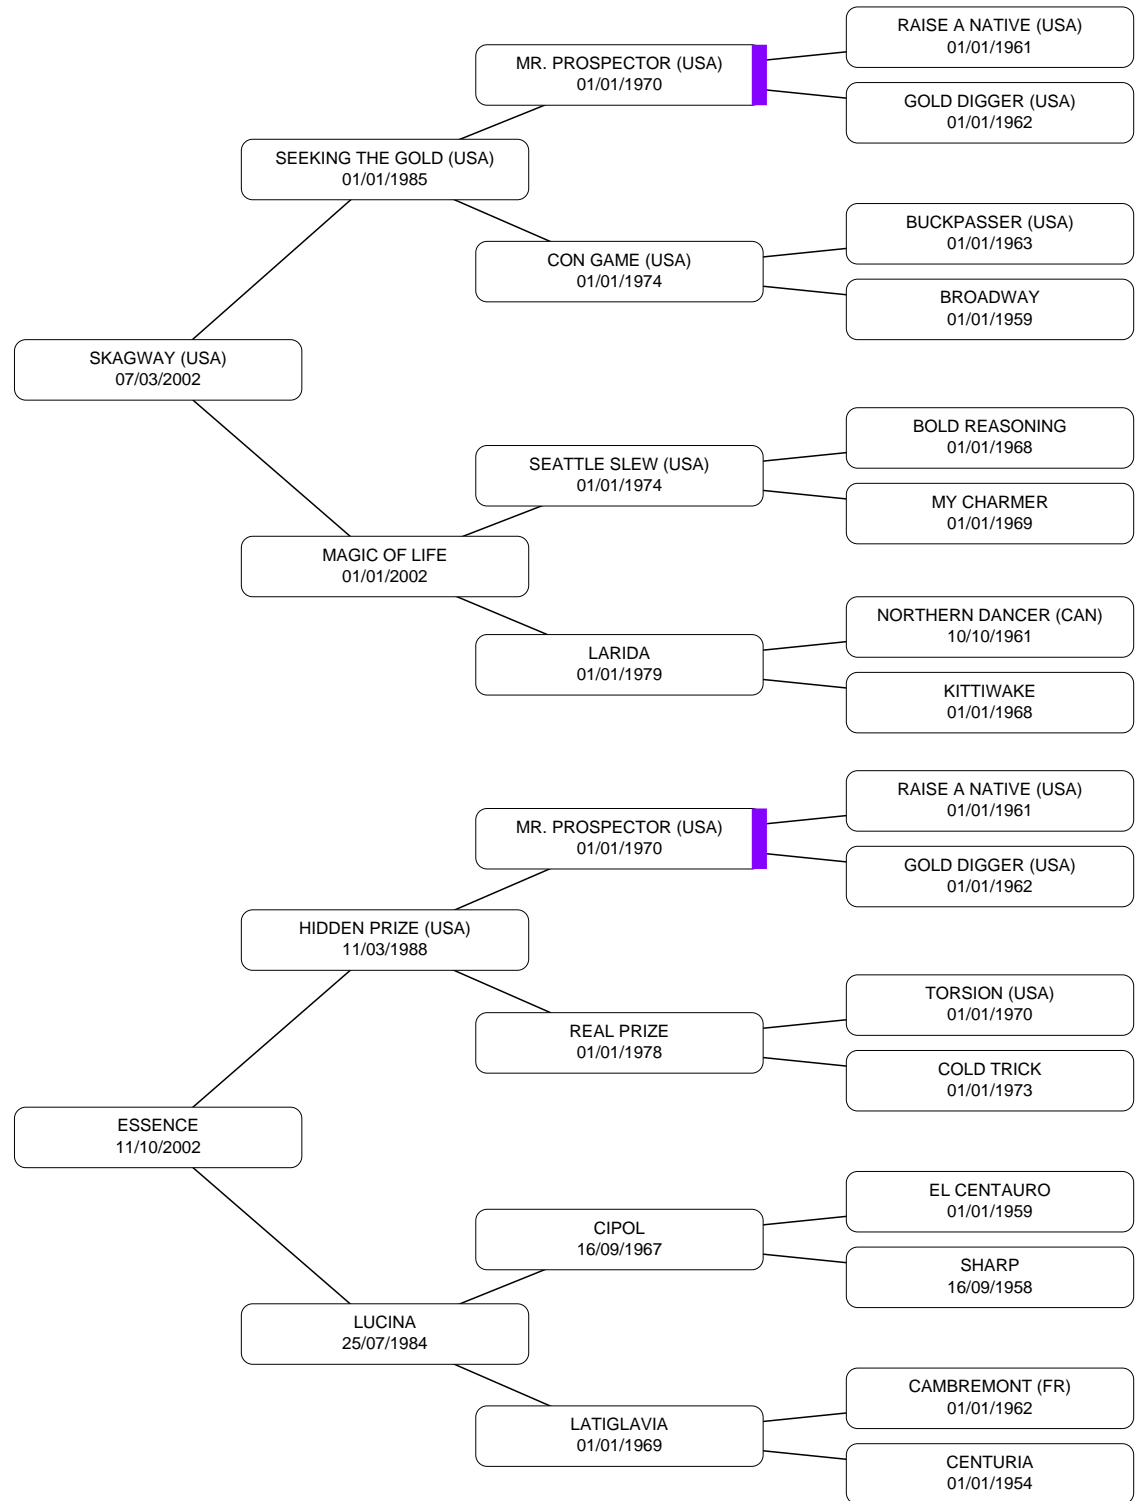 RAISE A NATIVE (USA)
01/01/1961
MR. PROSPECTOR (USA)
01/01/1970
GOLD DIGGER (USA)
01/01/1962
SEEKING THE GOLD (USA)
01/01/1985
BUCKPASSER (USA)
01/01/1963
CON GAME (USA)
01/01/1974
BROADWAY
01/01/1959
SKAGWAY (USA)
07/03/2002
BOLD REASONING
01/01/1968
SEATTLE SLEW (USA)
01/01/1974
MY CHARMER
01/01/1969
MAGIC OF LIFE
01/01/2002
NORTHERN DANCER (CAN)
10/10/1961
LARIDA
01/01/1979
KITTIWAKE
01/01/1968
RAISE A NATIVE (USA)
01/01/1961
MR. PROSPECTOR (USA)
01/01/1970
GOLD DIGGER (USA)
01/01/1962
HIDDEN PRIZE (USA)
11/03/1988
TORSION (USA)
01/01/1970
REAL PRIZE
01/01/1978
COLD TRICK
01/01/1973
ESSENCE
11/10/2002
EL CENTAURO
01/01/1959
CIPOL
16/09/1967
SHARP
16/09/1958
LUCINA
25/07/1984
CAMBREMONT (FR)
01/01/1962
LATIGLAVIA
01/01/1969
CENTURIA
01/01/1954